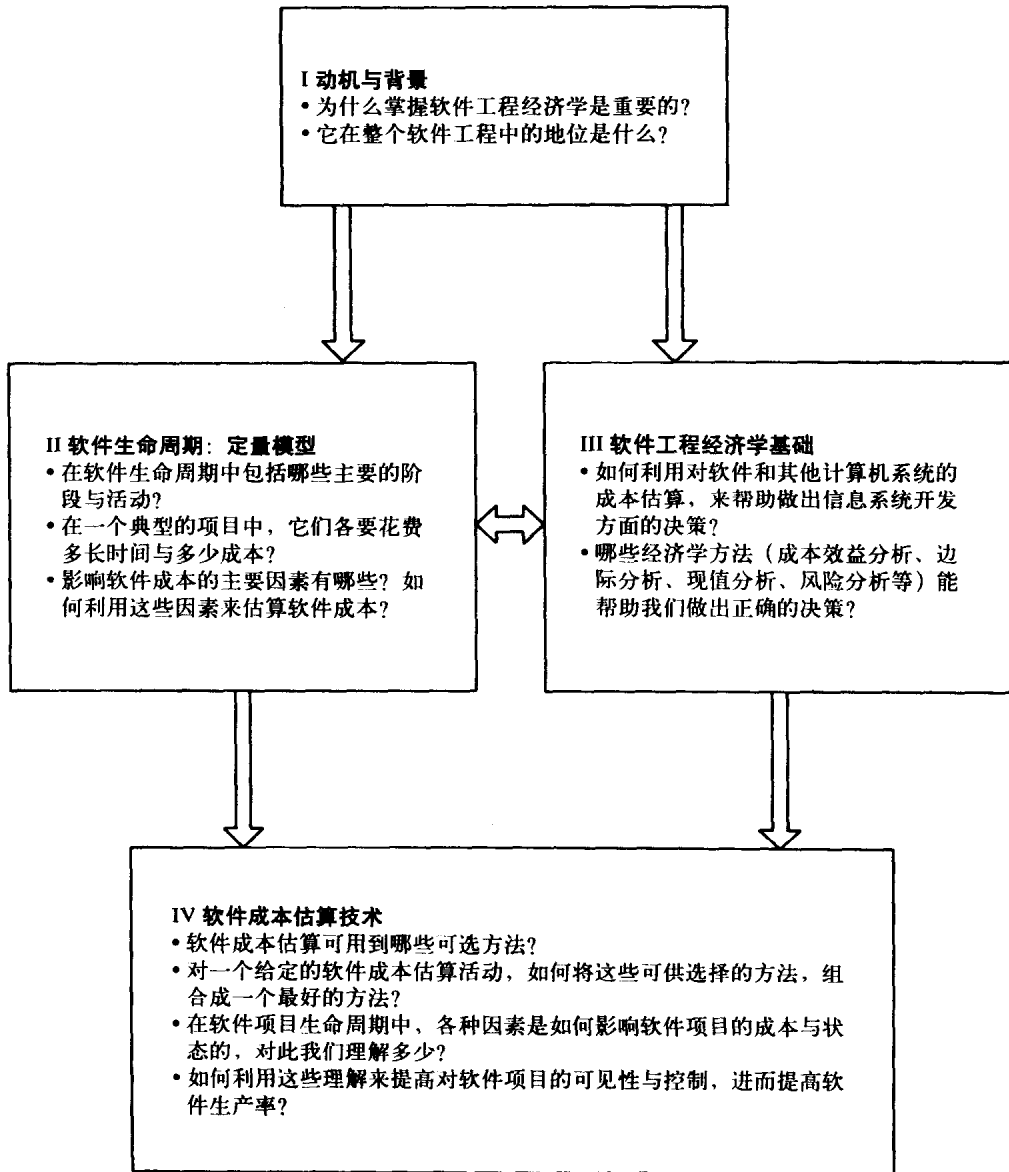 I 动机与背景
• 为什么掌握软件工程经济学是重要的？
• 它在整个软件工程中的地位是什么？
II 软件生命周期：定量模型
• 在软件生命周期中包括哪些主要的阶
段与活动？
• 在一个典型的项目中，它们各要花费
多长时间与多少成本？
• 影响软件成本的主要因素有哪些？如
何利用这些因素来估算软件成本？
III 软件工程经济学基础
• 如何利用对软件和其他计算机系统的
成本估算，来帮助做出信息系统开发
方面的决策？
• 哪些经济学方法（成本效益分析、边
际分析、现值分析、风险分析等）能
帮助我们做出正确的决策？
IV 软件成本估算技术
• 软件成本估算可用到哪些可选方法？
• 对一个给定的软件成本估算活动，如何将这些可供选择的方法，组
合成一个最好的方法？
• 在软件项目生命周期中，各种因素是如何影响软件项目的成本与状
态的，对此我们理解多少？
• 如何利用这些理解来提高对软件项目的可见性与控制，进而提高软
件生产率？